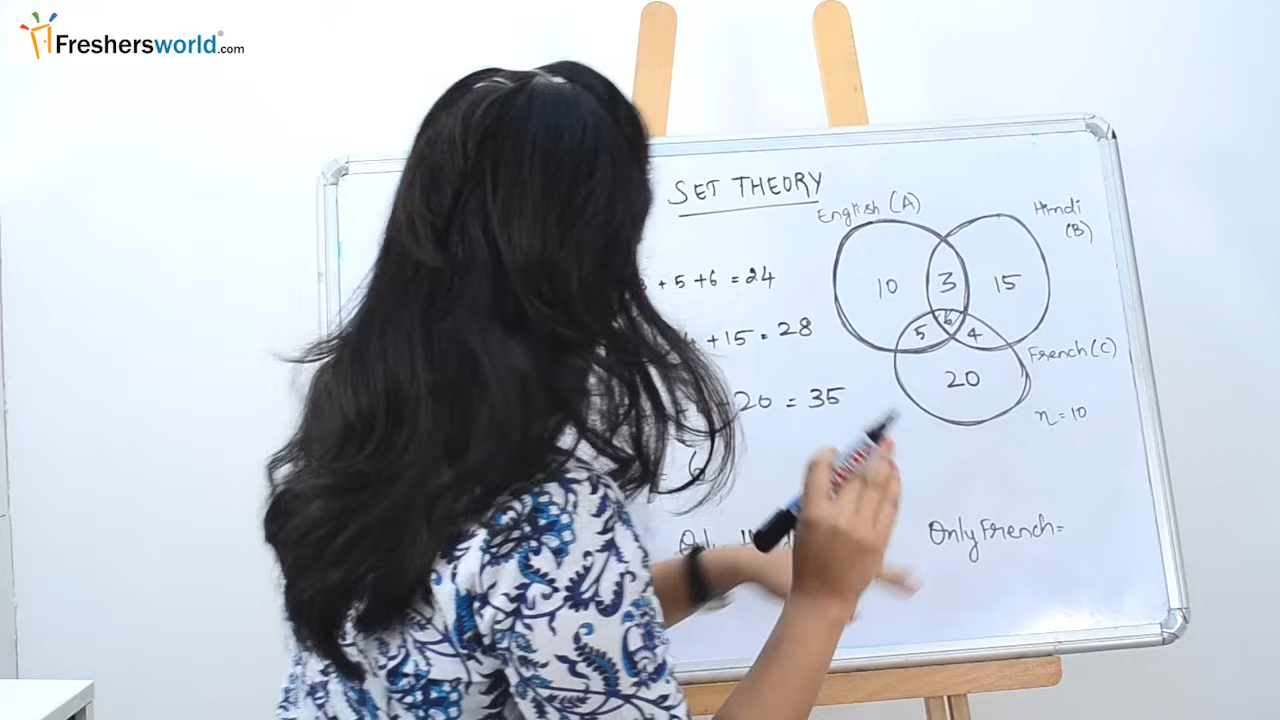 Freshersworld.com
SET THEORY
English (A)
Hindi
(B)
10 3 15
5 6 4
French (C)
20
n = 10
+ 5 + 6 = 24
+ 15 = 28
20 = 35
= 6
Only French =